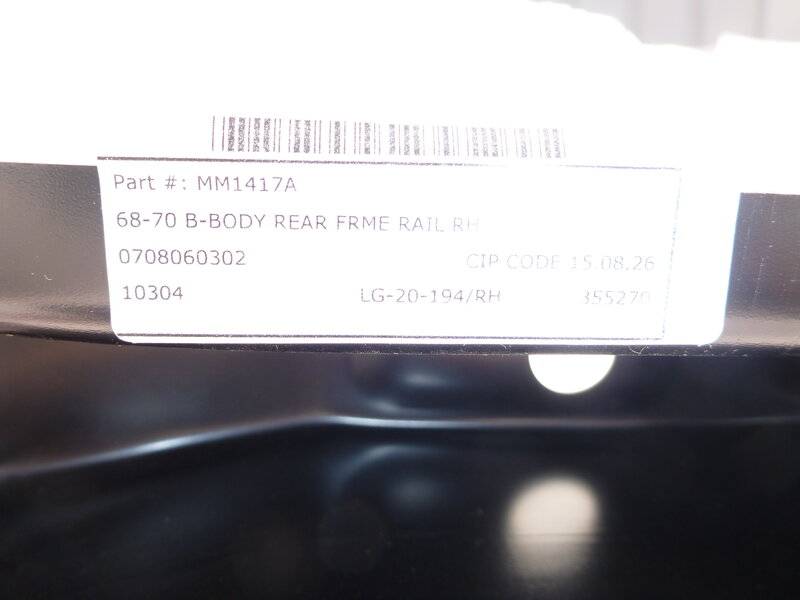 Part #: MM1417A
68-70 B-BODY REAR FRME RAIL RH
0708060302 CIP CODE 15.08.26
10304 LG-20-194/RH 355270